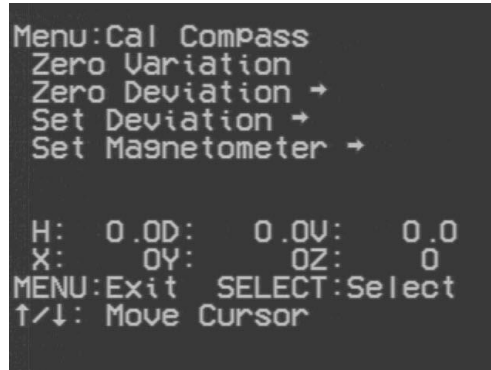 Menu:Cal Compass
Zero Variation
Zero Deviation →
Set Deviation →
Set Magnetometer →
H: 0.0D: 0.0V: 0.0
X: 0Y: 0Z: 0
MENU:Exit SELECT:Select
↑/↓: Move Cursor